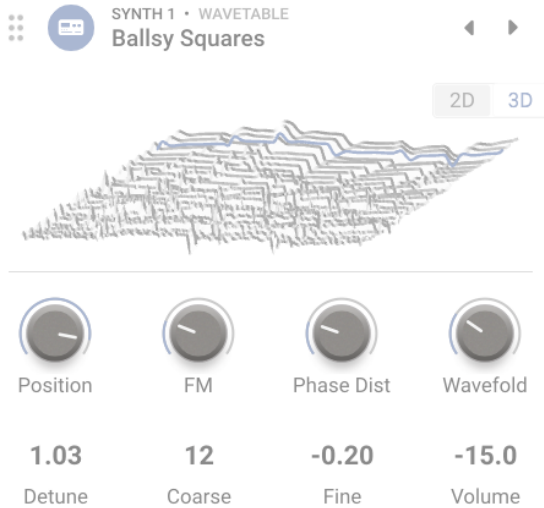 SYNTH 1 • WAVETABLE
Ballsy Squares
2D 3D
Position FM Phase Dist Wavefold
1.03 12 -0.20 -15.0
Detune Coarse Fine Volume